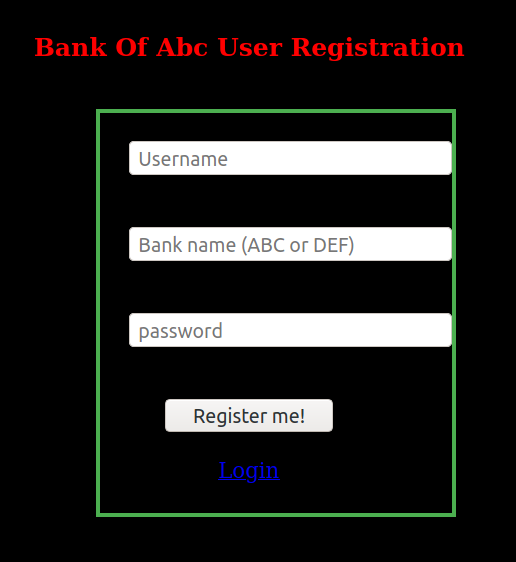 Bank Of Abc User Registration
Username
Bank name (ABC or DEF)
password
Register me!
Login